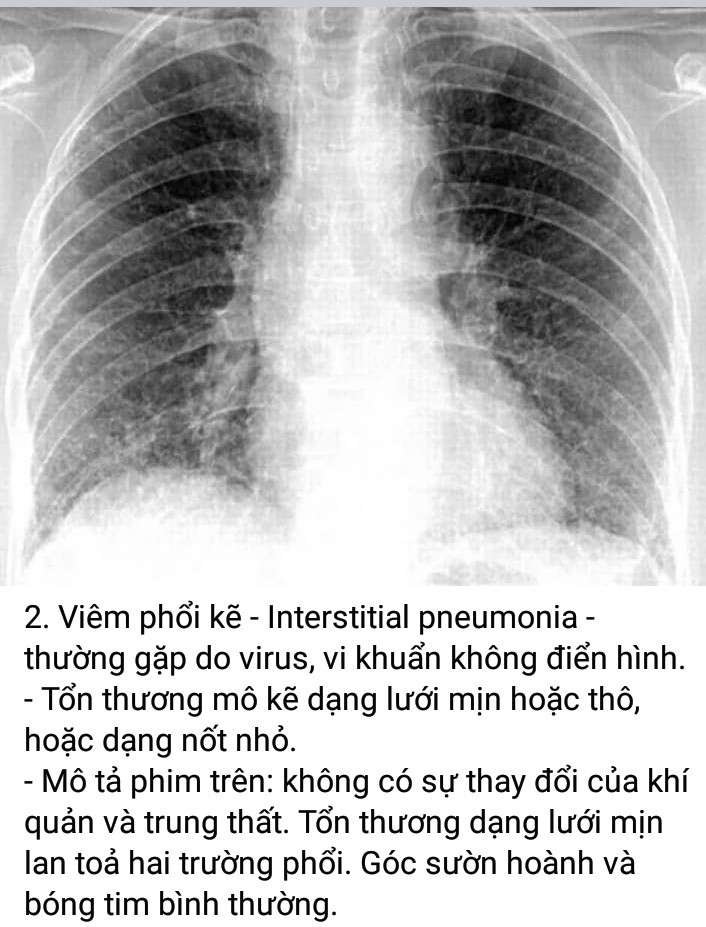 2. Viêm phổi kẽ - Interstitial pneumonia -
thường gặp do virus, vi khuẩn không điển hình.
- Tổn thương mô kẽ dạng lưới mịn hoặc thô,
hoặc dạng nốt nhỏ.
- Mô tả phim trên: không có sự thay đổi của khí
quản và trung thất. Tổn thương dạng lưới mịn
lan toả hai trường phổi. Góc sườn hoành và
bóng tim bình thường.